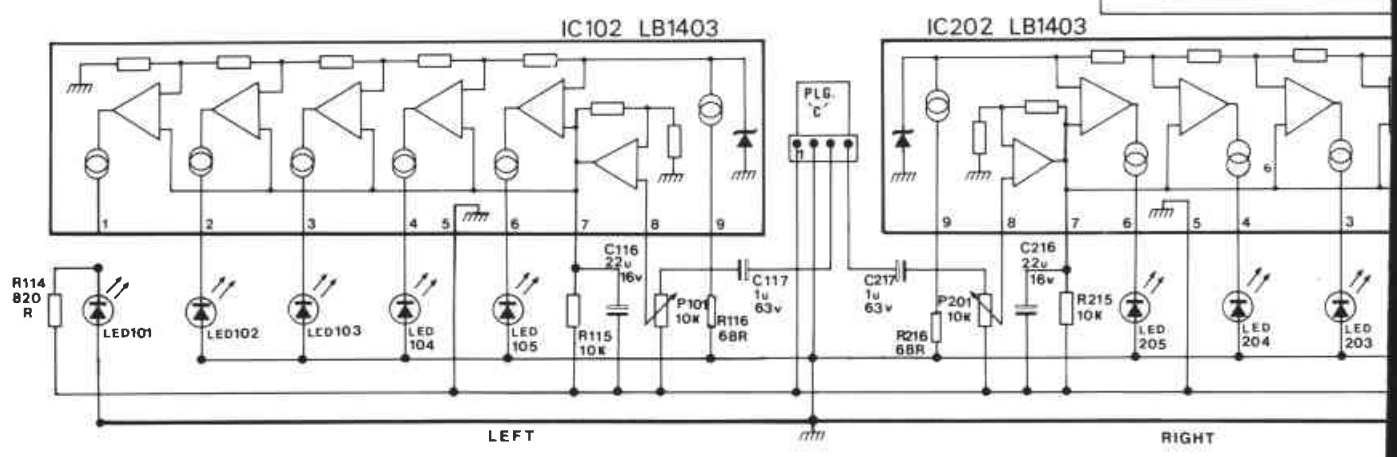 IC102 LB1403
IC202 LB1403
PLG.
'C'
1
1
2
3
4
5
6
7
8
9
9
8
7
6
5
4
3
6
R114
820
R
LED101
LED102
LED103
LED
104
LED
105
R115
10K
C116
22u
16v
P101
10K
R116
68R
C117
1u
63v
C217
1u
63v
R216
68R
P201
10K
C216
22u
16v
R215
10K
LED
205
LED
204
LED
203
LEFT
RIGHT